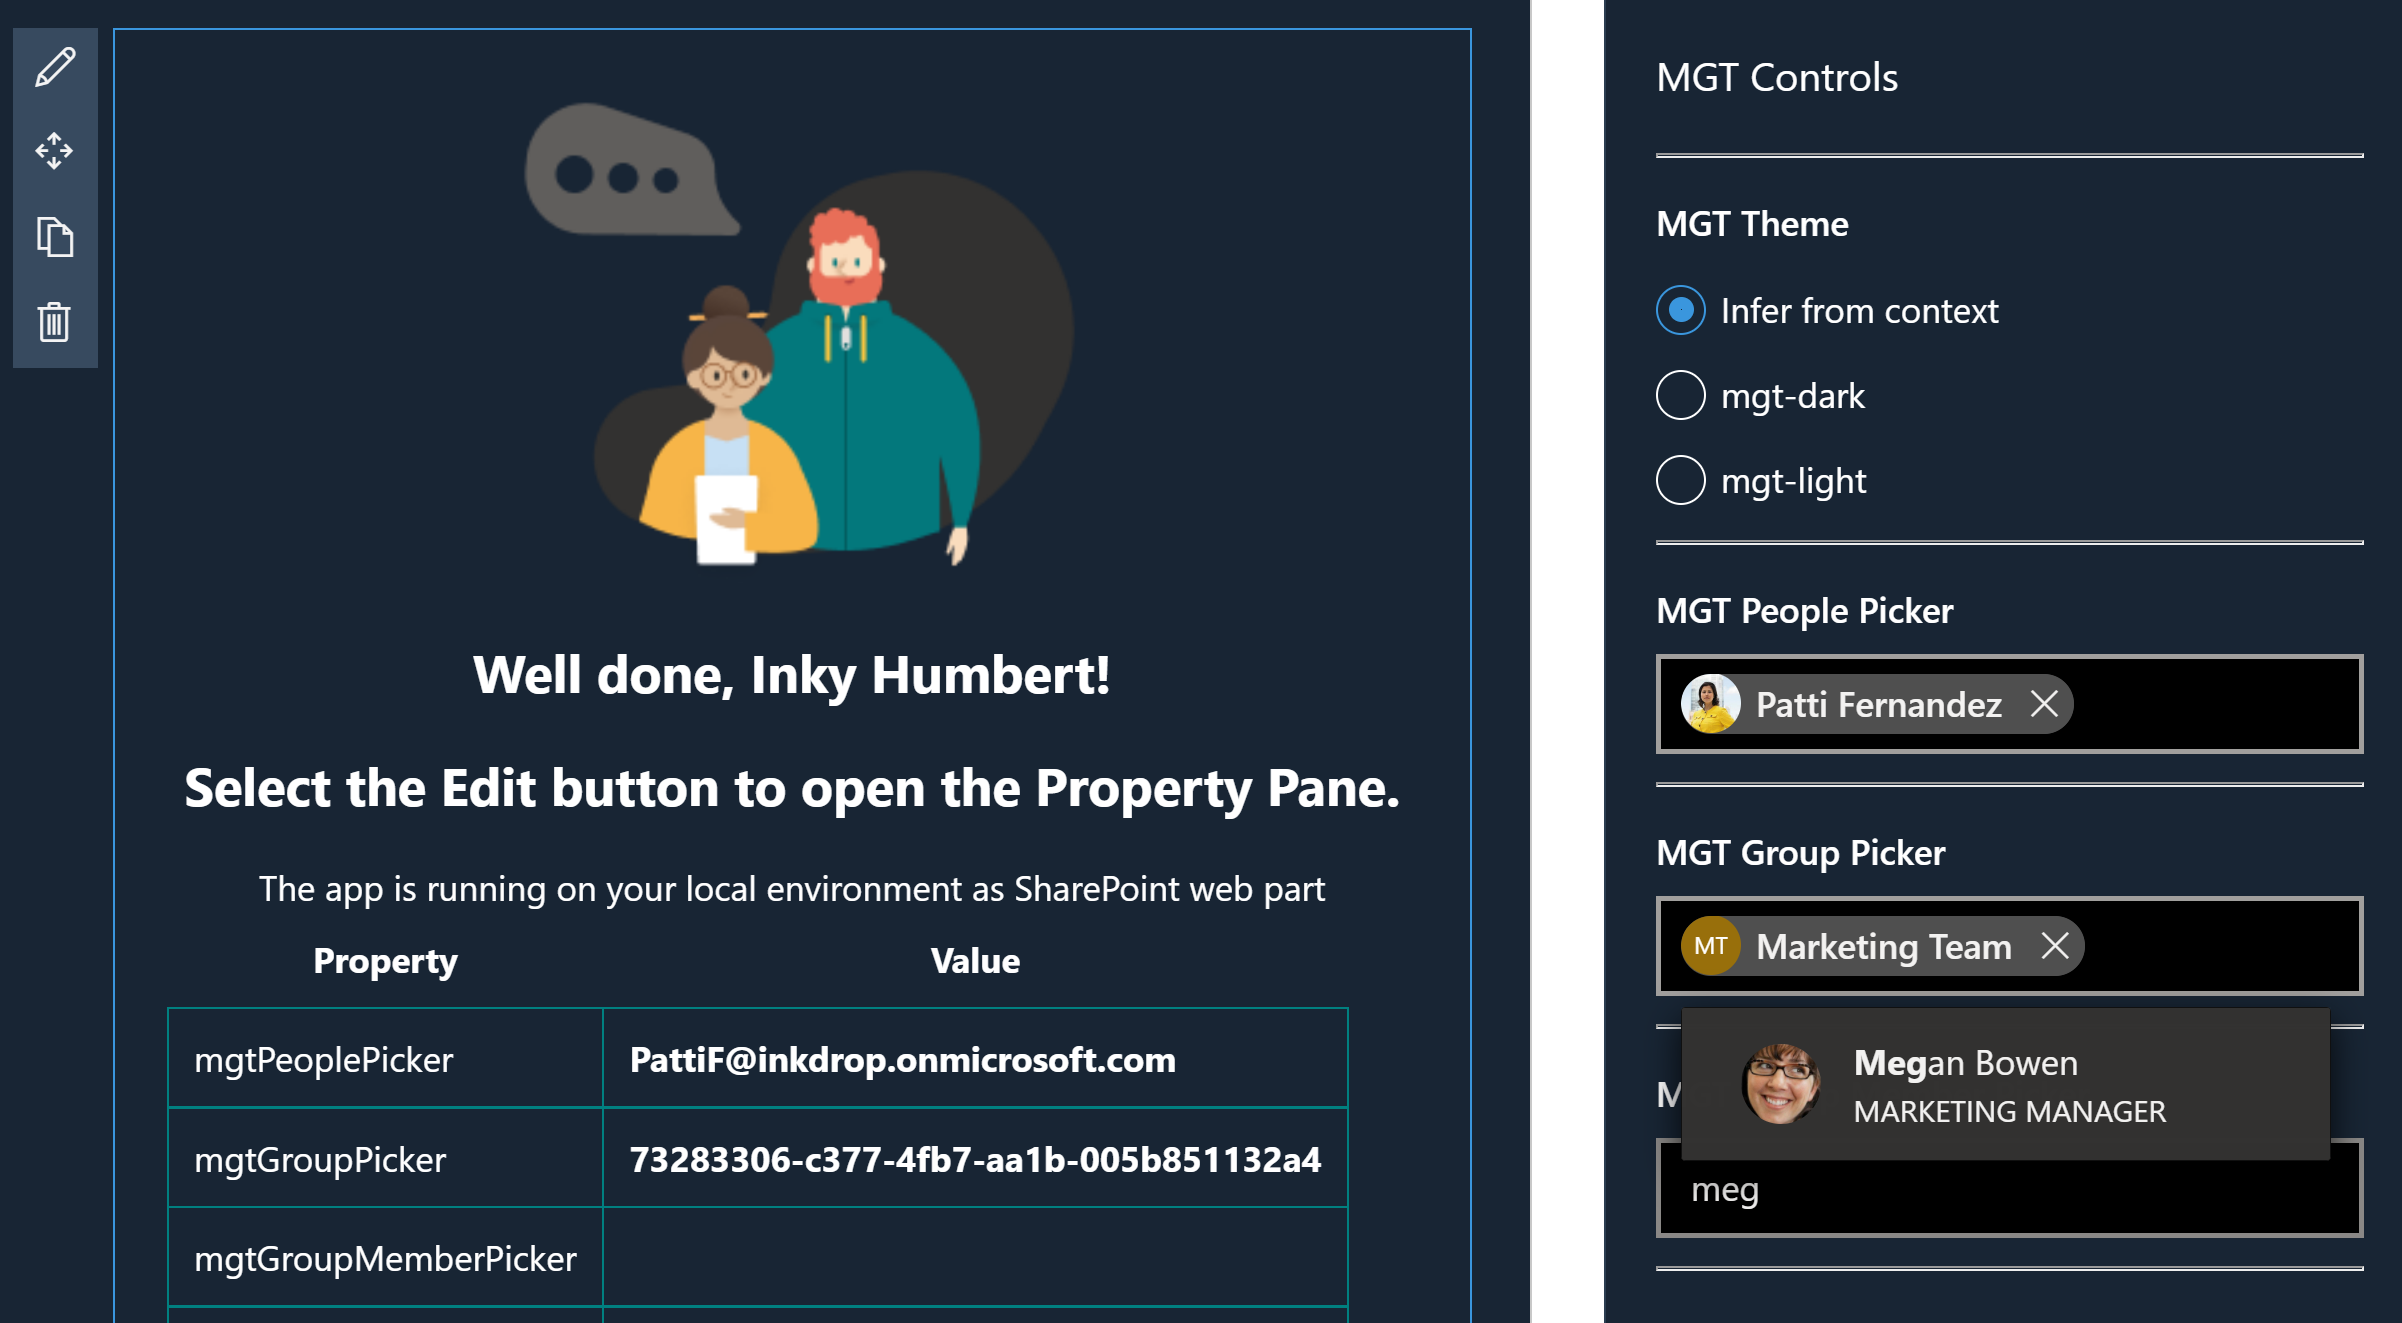 Well done, Inky Humbert!
Select the Edit button to open the Property Pane.
The app is running on your local environment as SharePoint web part
Property Value
mgtPeoplePicker PattiF@inkdrop.onmicrosoft.com
mgtGroupPicker 73283306-c377-4fb7-aa1b-005b851132a4
mgtGroupMemberPicker
MGT Controls
MGT Theme
Infer from context
mgt-dark
mgt-light
MGT People Picker
Patti Fernandez
MGT Group Picker
MT Marketing Team
Megan Bowen
MARKETING MANAGER
meg